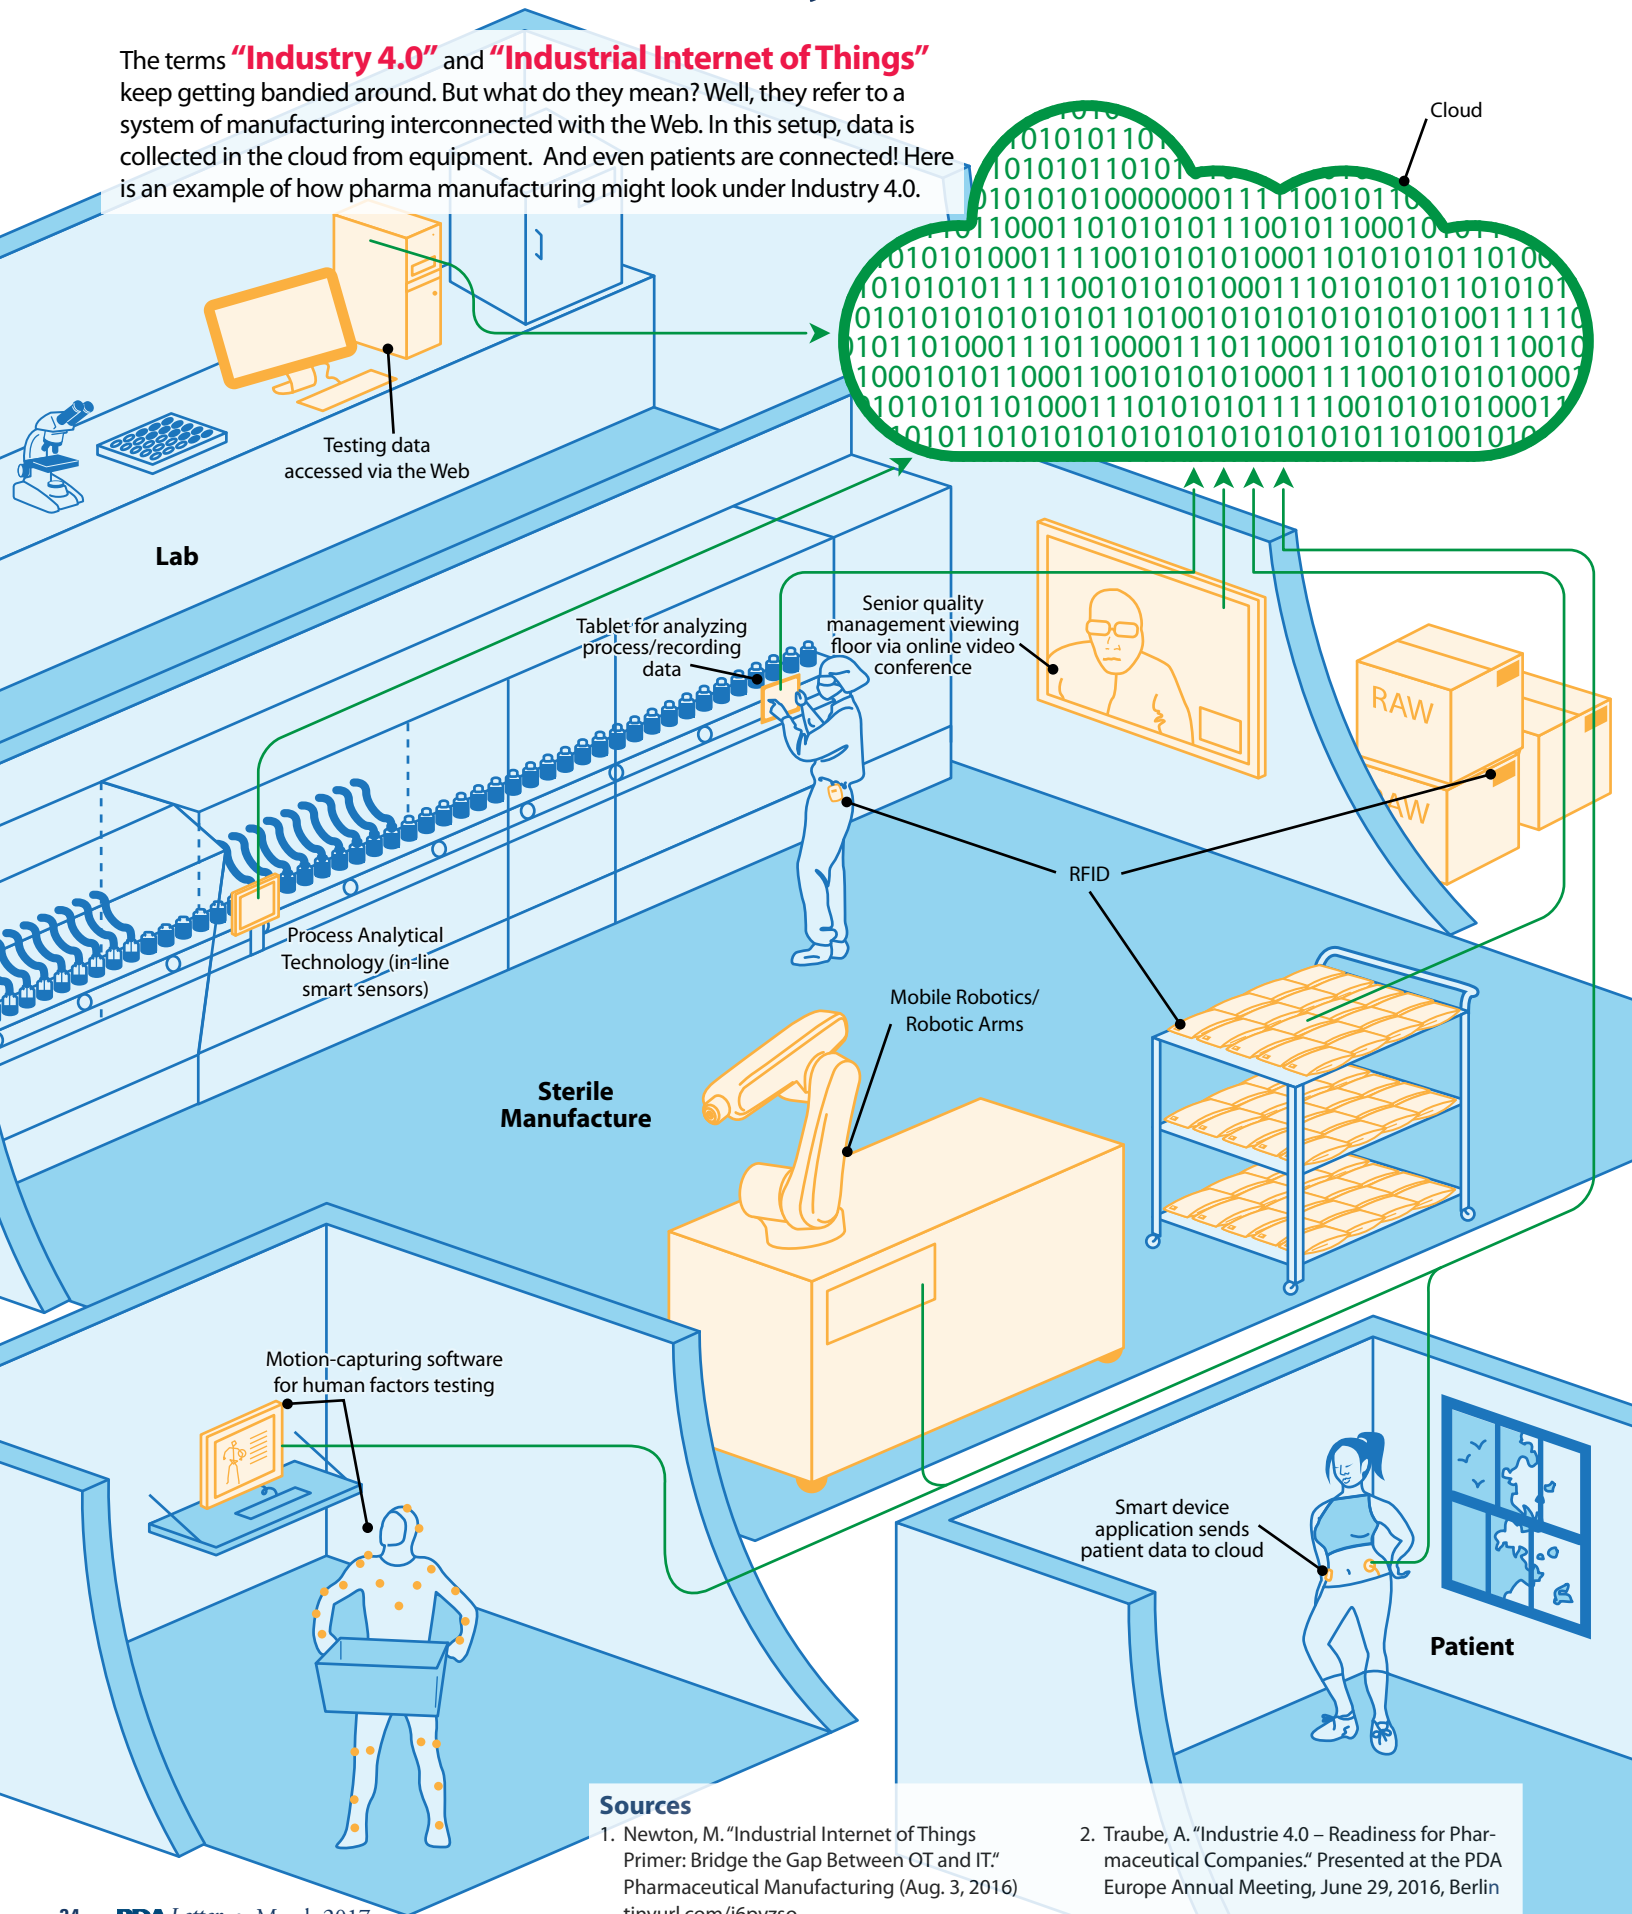 The terms “Industry 4.0” and “Industrial Internet of Things”
keep getting bandied around. But what do they mean? Well, they refer to a
system of manufacturing interconnected with the Web. In this setup, data is
collected in the cloud from equipment.  And even patients are connected! Here
is an example of how pharma manufacturing might look under Industry 4.0.
Cloud
Testing data
accessed via the Web
Lab
Tablet for analyzing
process/recording
data
Senior quality
management viewing
floor via online video
conference
RAW
AW
RFID
Process Analytical
Technology (in-line
smart sensors)
Mobile Robotics/
Robotic Arms
Sterile
Manufacture
Motion-capturing software
for human factors testing
Smart device
application sends
patient data to cloud
Patient
Sources
1. Newton, M. “Industrial Internet of Things
Primer: Bridge the Gap Between OT and IT.“
Pharmaceutical Manufacturing (Aug. 3, 2016)
2. Traube, A. “Industrie 4.0 – Readiness for Phar-
maceutical Companies.“ Presented at the PDA
Europe Annual Meeting, June 29, 2016, Berlin
PDA Letter • March 2017